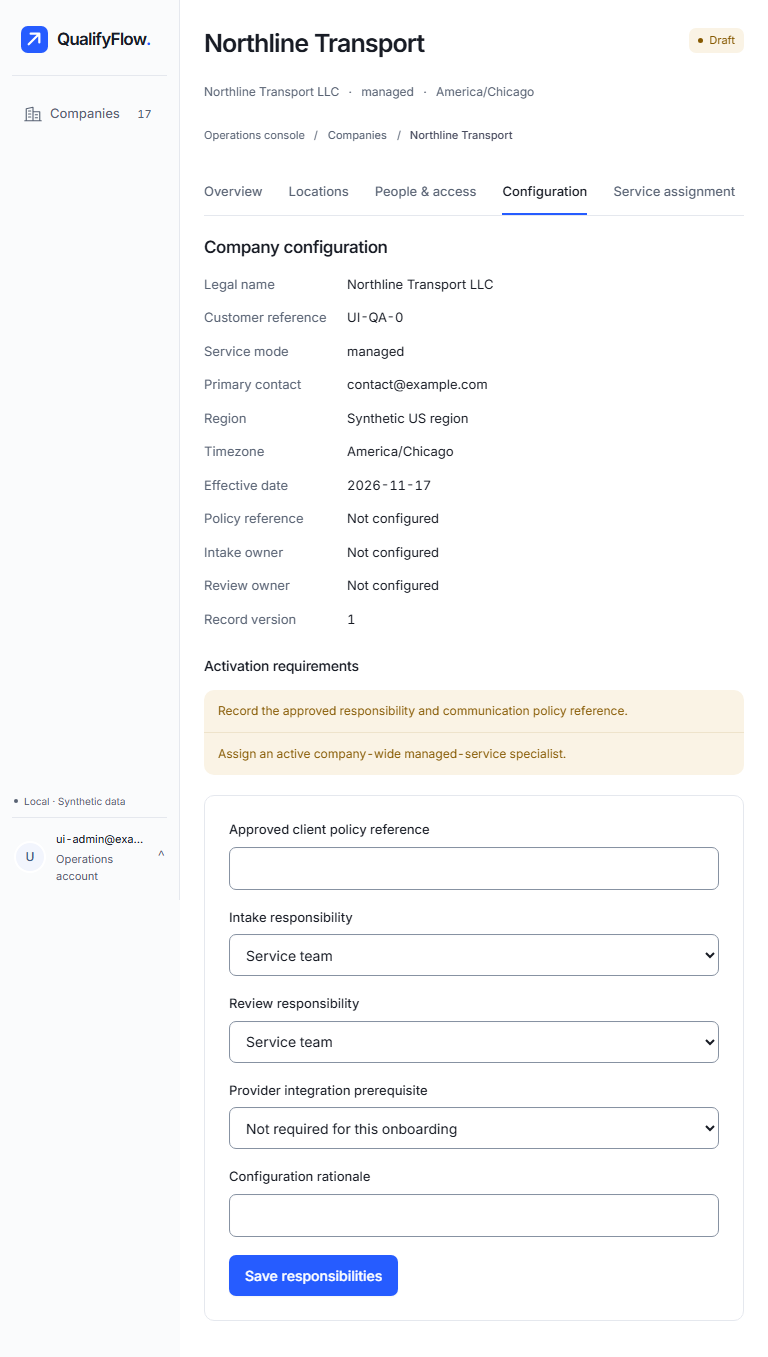 QualifyFlow.
Companies 17
Local · Synthetic data
U
ui-admin@exa...
Operations
account
^
Northline Transport
Draft
Northline Transport LLC · managed · America/Chicago
Operations console / Companies / Northline Transport
Overview Locations People & access Configuration Service assignment
Company configuration
Legal name Northline Transport LLC
Customer reference UI-QA-0
Service mode managed
Primary contact contact@example.com
Region Synthetic US region
Timezone America/Chicago
Effective date 2026-11-17
Policy reference Not configured
Intake owner Not configured
Review owner Not configured
Record version 1
Activation requirements
Record the approved responsibility and communication policy reference.
Assign an active company-wide managed-service specialist.
Approved client policy reference
Intake responsibility
Service team
Review responsibility
Service team
Provider integration prerequisite
Not required for this onboarding
Configuration rationale
Save responsibilities